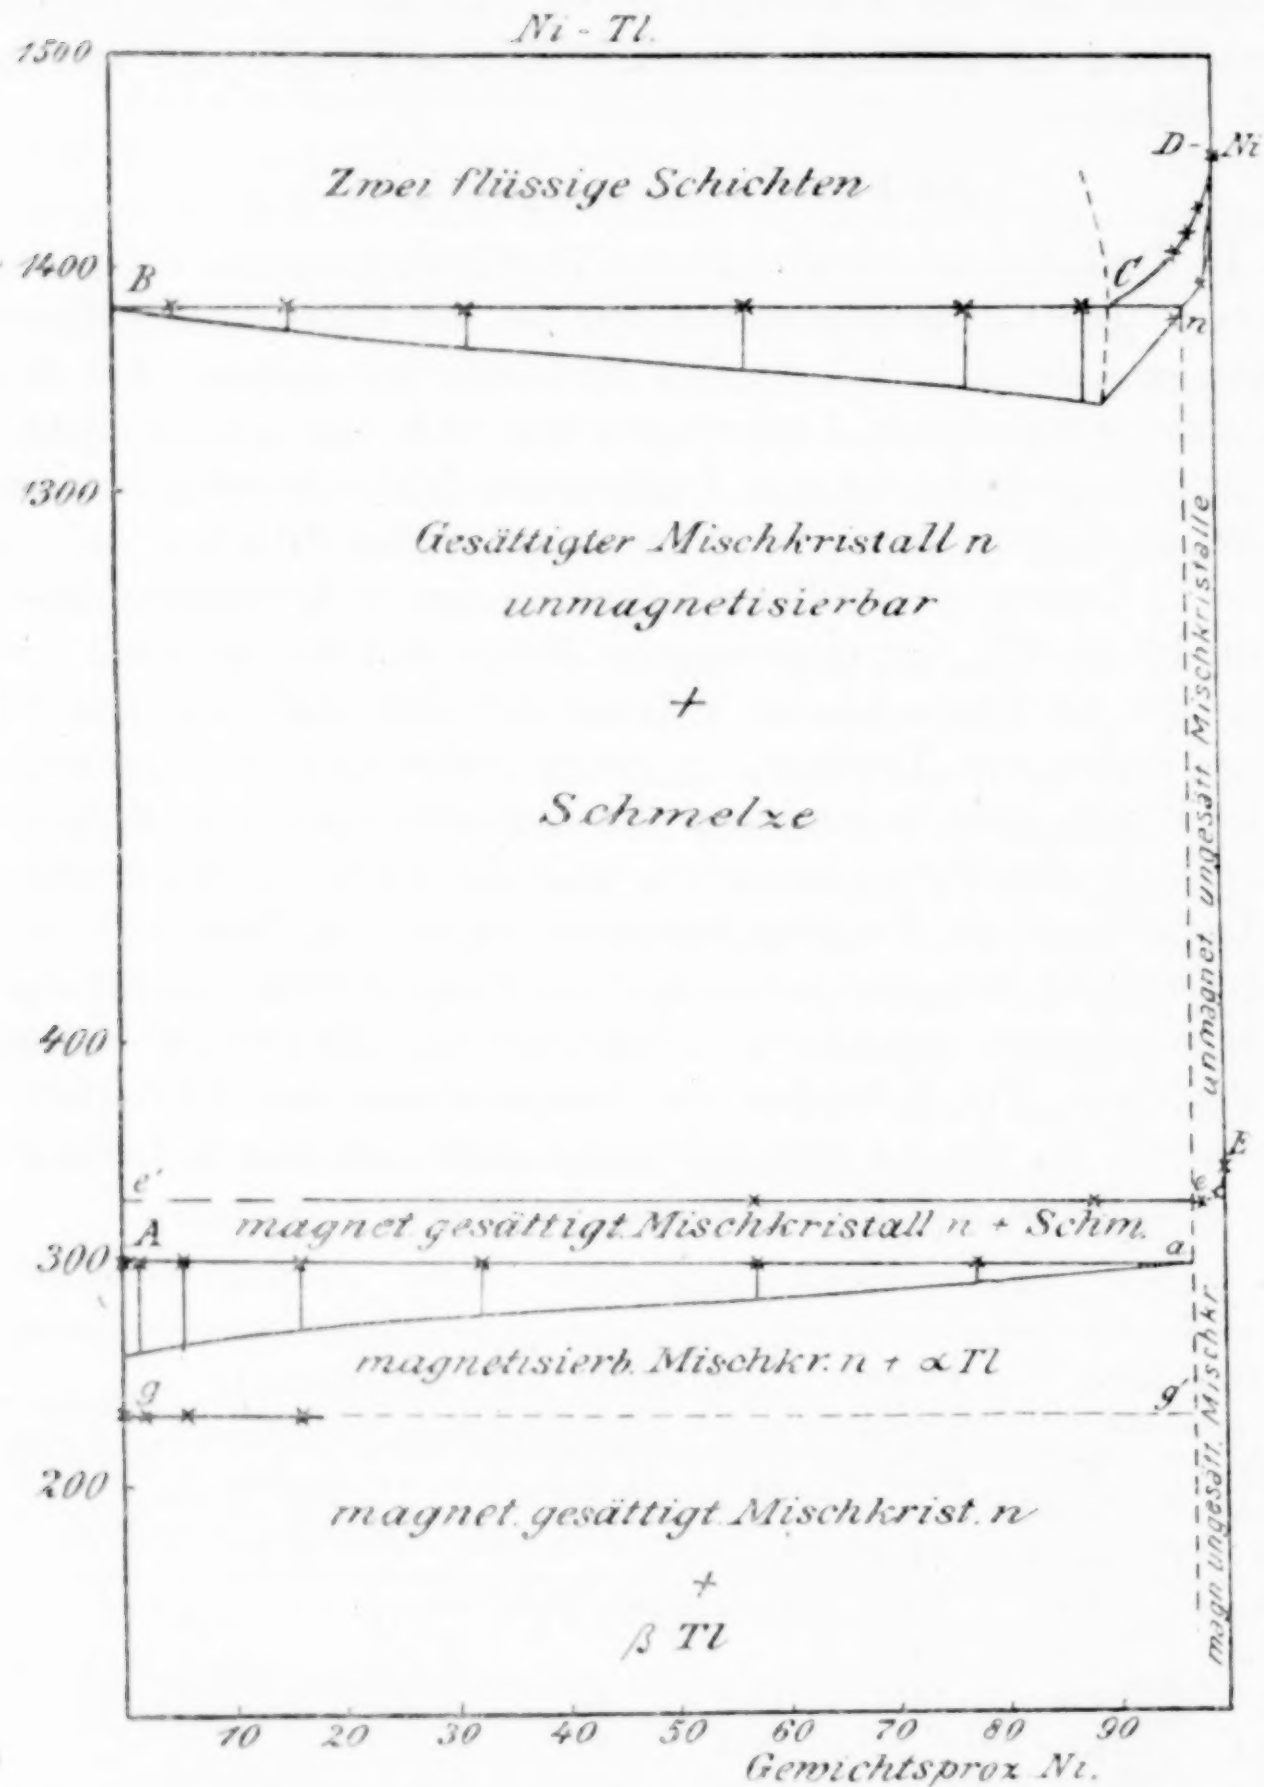 Ni - Tl.
1500
D - Ni
Zwei flüssige Schichten
1400
B
C
n
1300
Gesättigter Mischkristall n
unmagnetisierbar
+
Schmelze
unmagnet. ungesätt Mischkristalle
400
E
e'
e
magnet. gesättigt. Mischkristall n + Schm.
A
a
300
magnetisierb. Mischkr. n + α Tl
g
g'
200
magnet. gesättigt. Mischkrist. n
+
β Tl
magn ungesätt. Mischkr
10 20 30 40 50 60 70 80 90
Gewichtsproz Ni.